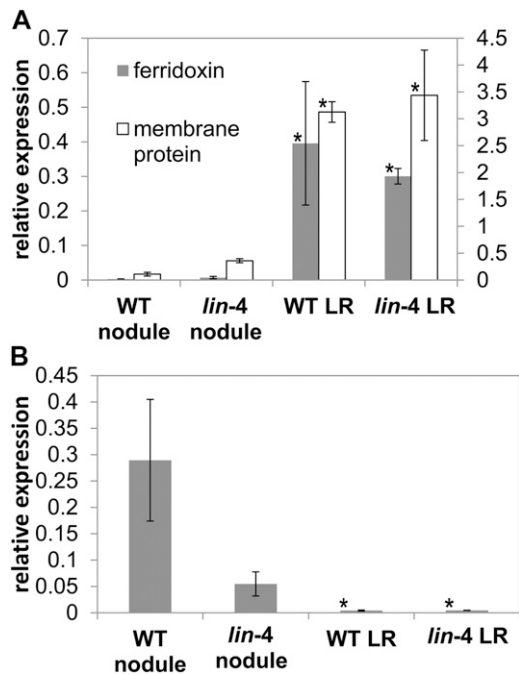 A
0.7
0.6
0.5
0.4
0.3
0.2
0.1
0
relative expression
ferridoxin
membrane
protein
*
*
*
*
4.5
4
3.5
3
2.5
2
1.5
1
0.5
0
WT
nodule
lin-4
nodule
WT LR
lin-4 LR
B
0.45
0.4
0.35
0.3
0.25
0.2
0.15
0.1
0.05
0
relative expression
*
*
WT
nodule
lin-4
nodule
WT LR
lin-4 LR